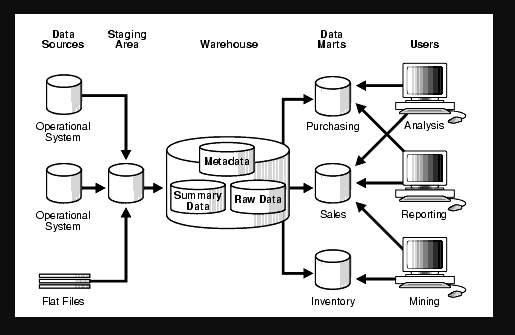 Data Sources
Staging Area
Warehouse
Data Marts
Users
Operational System
Purchasing
Analysis
Metadata
Summary Data
Raw Data
Operational System
Sales
Reporting
Flat Files
Inventory
Mining